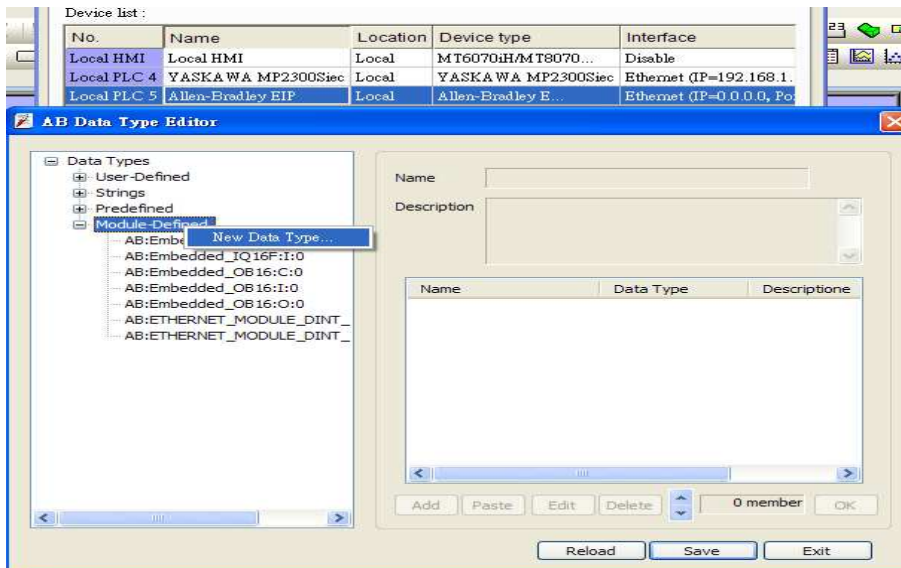 Device list :
No. Name Location Device type Interface
Local HMI Local HMI Local MT6070iH/MT8070... Disable
Local PLC 4 YASKAWA MP2300Siec Local YASKAWA MP2300Siec Ethernet (IP=192.168.1.
Local PLC 5 Allen-Bradley EIP Local Allen-Bradley E... Ethernet (IP=0.0.0.0, Po
AB Data Type Editor
Data Types
User-Defined
Strings
Predefined
Module-Defined
New Data Type...
AB:Embe
AB:Embedded_IQ16F:I:0
AB:Embedded_OB16:C:0
AB:Embedded_OB16:I:0
AB:Embedded_OB16:O:0
AB:ETHERNET_MODULE_DINT_
AB:ETHERNET_MODULE_DINT_
Name
Description
Name Data Type Descriptione
Add Paste Edit Delete 0 member OK
Reload Save Exit